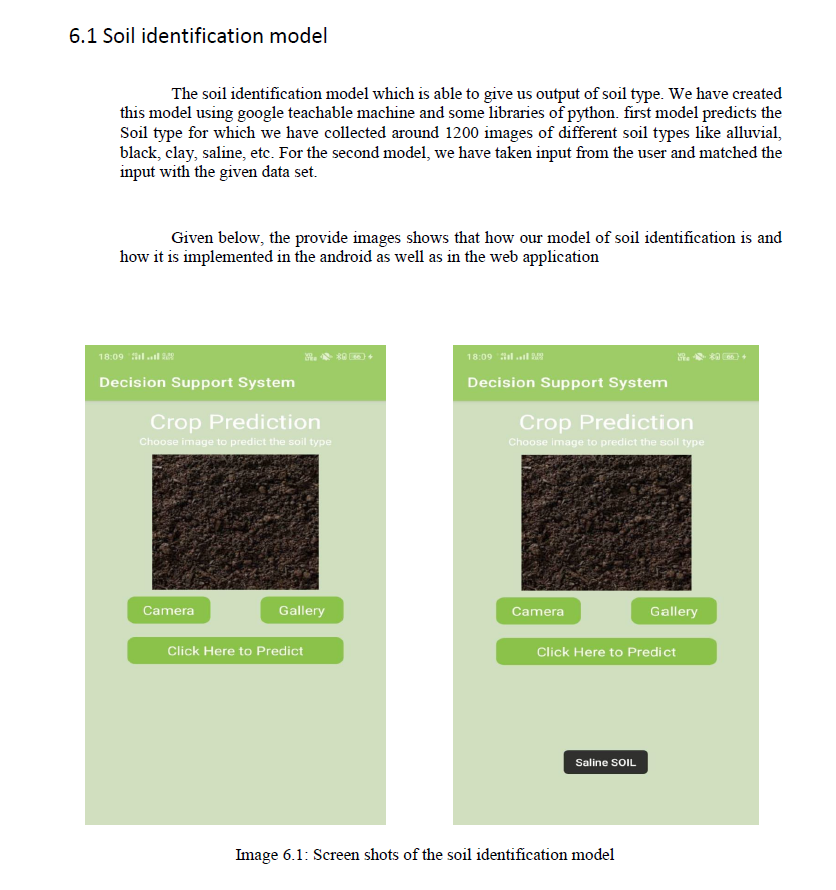 6.1 Soil identification model
The soil identification model which is able to give us output of soil type. We have created
this model using google teachable machine and some libraries of python. first model predicts the
Soil type for which we have collected around 1200 images of different soil types like alluvial,
black, clay, saline, etc. For the second model, we have taken input from the user and matched the
input with the given data set.
Given below, the provide images shows that how our model of soil identification is and
how it is implemented in the android as well as in the web application
18:09
Decision Support System
Crop Prediction
Choose image to predict the soil type
Camera
Gallery
Click Here to Predict
18:09
Decision Support System
Crop Prediction
Choose image to predict the soil type
Camera
Gallery
Click Here to Predict
Saline SOIL
Image 6.1: Screen shots of the soil identification model